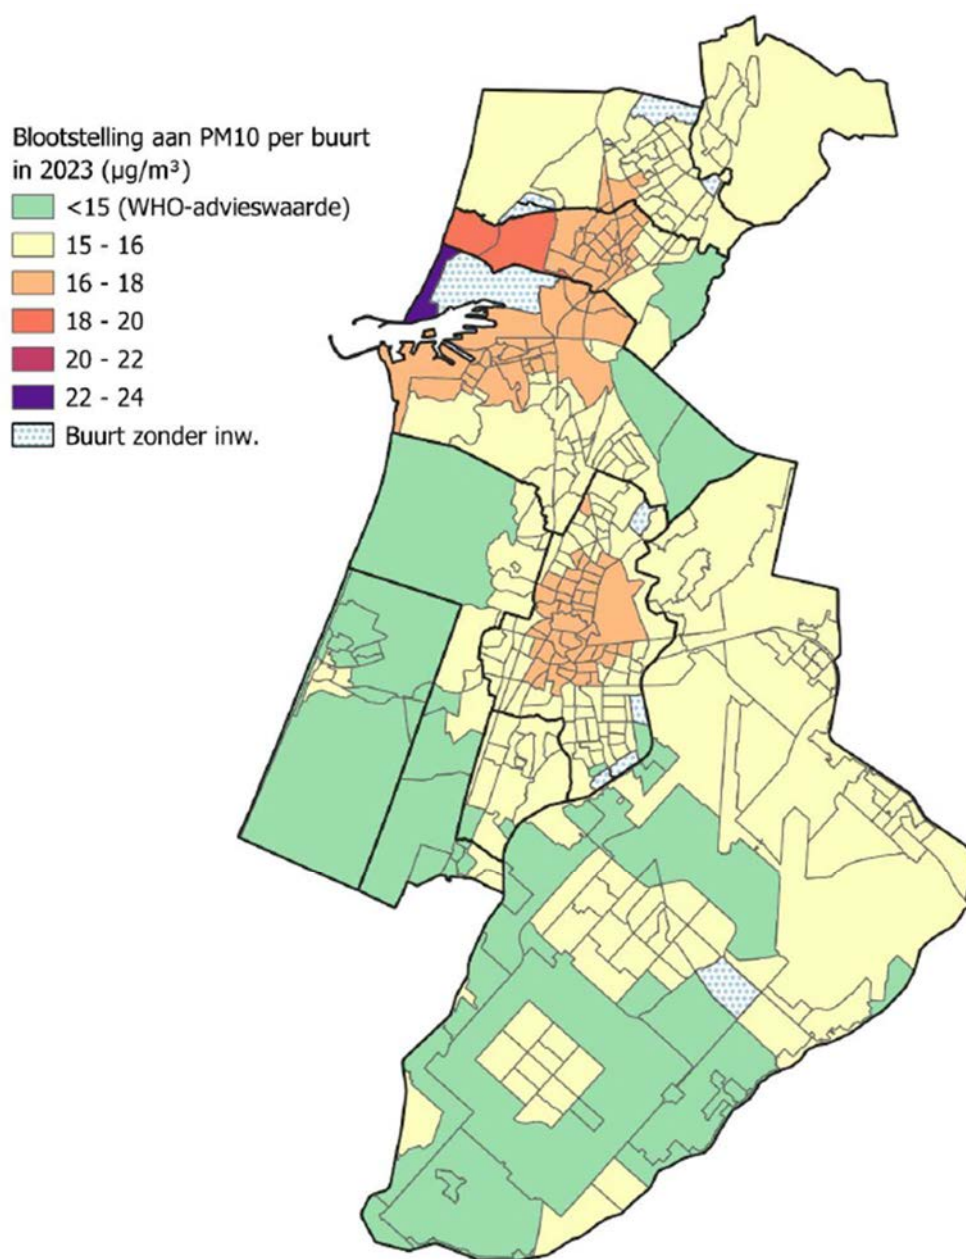 Blootstelling aan PM10 per buurt
in 2023 (μg/m³)
<15 (WHO-advieswaarde)
15 - 16
16 - 18
18 - 20
20 - 22
22 - 24
Buurt zonder inw.